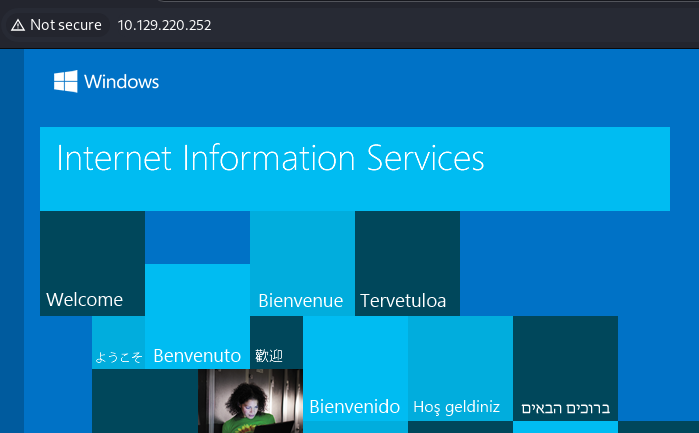 Not secure
10.129.220.252
Windows
Internet Information Services
Welcome
Bienvenue
Tervetuloa
ようこそ
Benvenuto
歡迎
Bienvenido
Hoş geldiniz
ברוכים הבאים